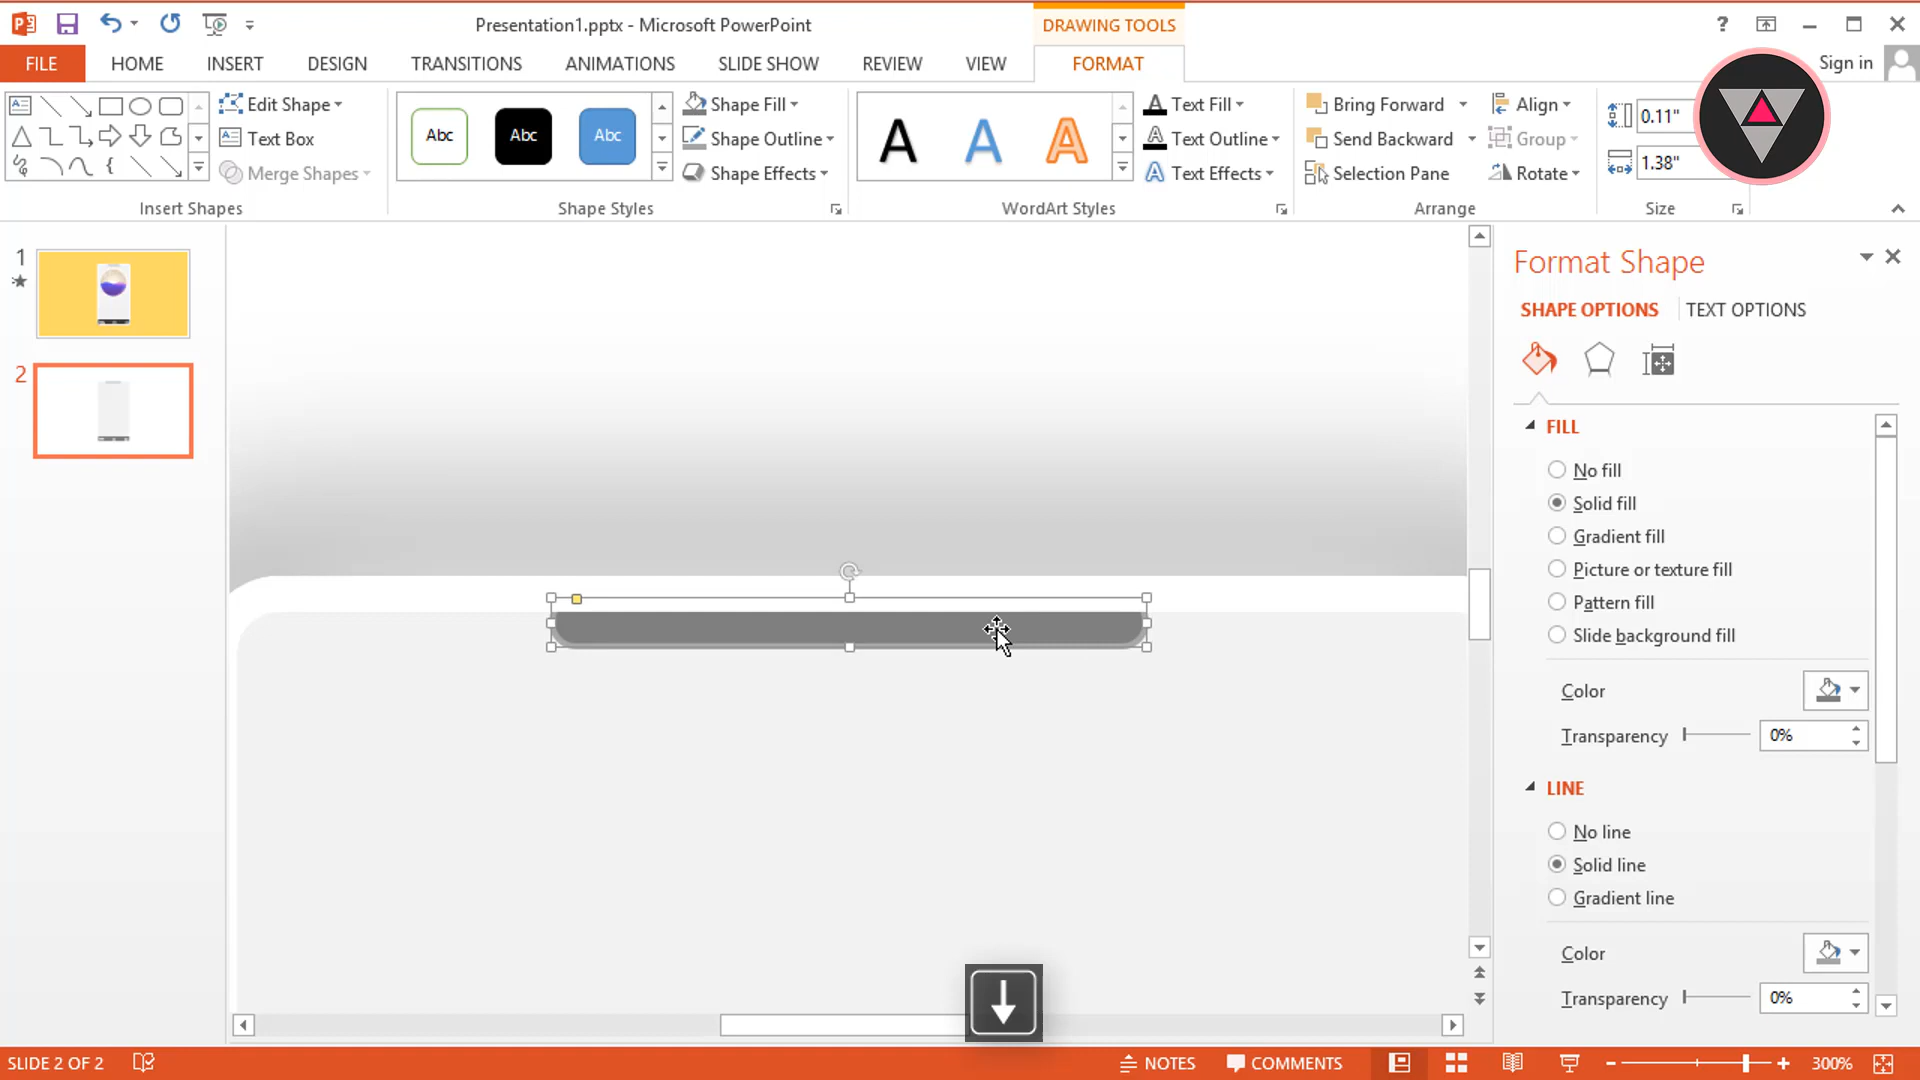 Presentation1.pptx - Microsoft PowerPoint
DRAWING TOOLS
?
FILE
HOME
INSERT
DESIGN
TRANSITIONS
ANIMATIONS
SLIDE SHOW
REVIEW
VIEW
FORMAT
Sign in
Edit Shape
Text Box
Merge Shapes
Insert Shapes
Abc
Abc
Abc
Shape Fill
Shape Outline
Shape Effects
Shape Styles
A
A
A
Text Fill
Text Outline
Text Effects
WordArt Styles
Bring Forward
Send Backward
Selection Pane
Align
Group
Rotate
Arrange
0.11"
1.38"
Size
1
2
Format Shape
SHAPE OPTIONS
TEXT OPTIONS
FILL
No fill
Solid fill
Gradient fill
Picture or texture fill
Pattern fill
Slide background fill
Color
Transparency
0%
LINE
No line
Solid line
Gradient line
Color
Transparency
0%
SLIDE 2 OF 2
NOTES
COMMENTS
300%